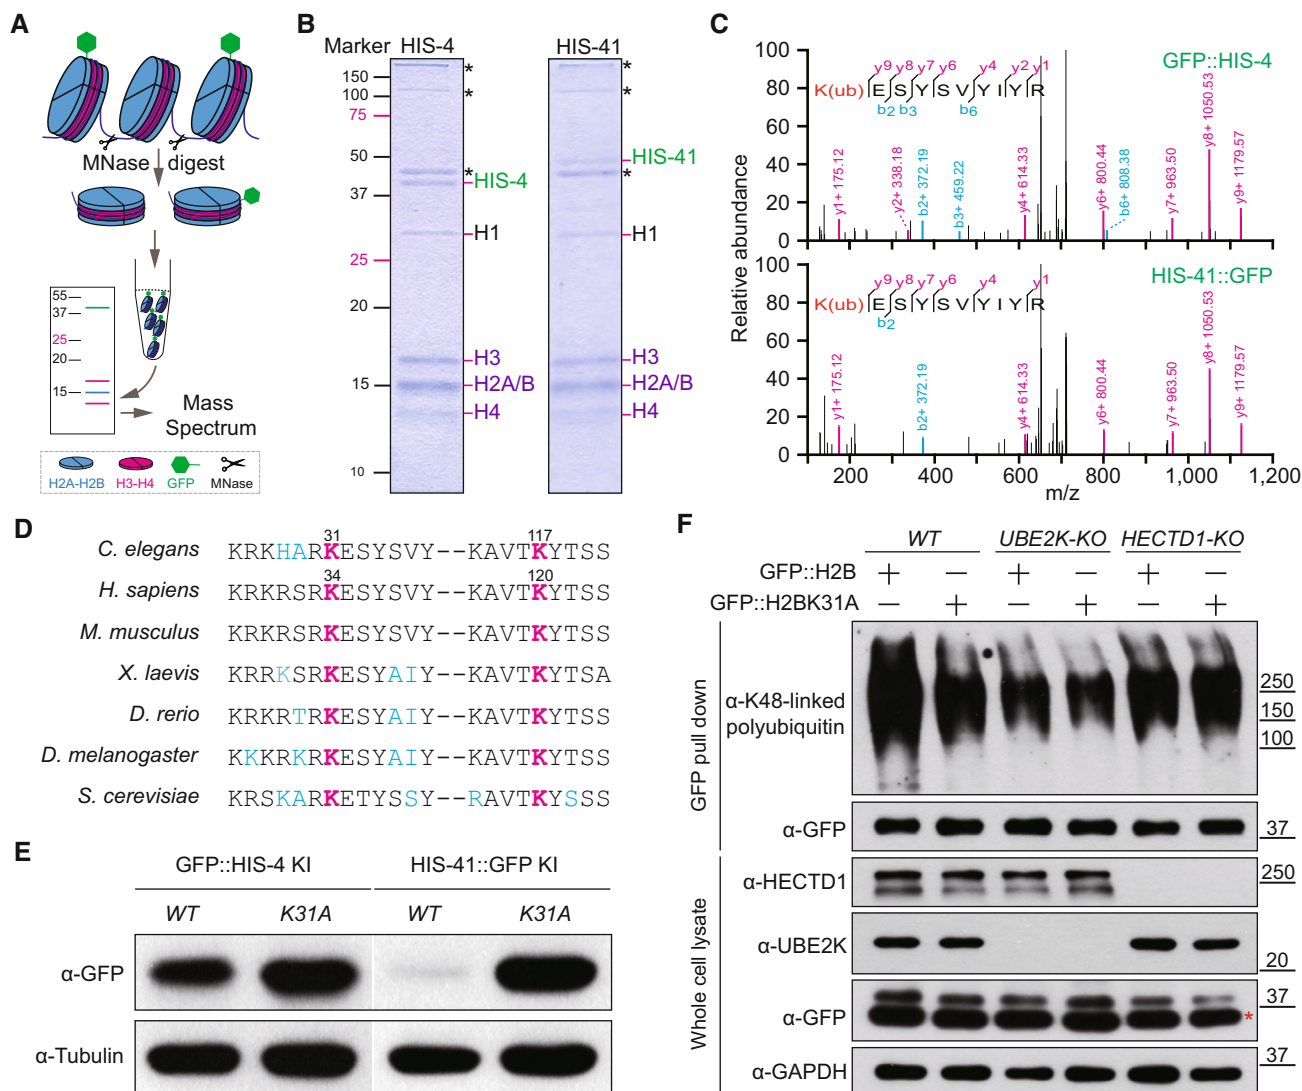 A
MNase digest
55
37
25
20
15
Mass
Spectrum
H2A-H2B
H3-H4
GFP
MNase
B
Marker
HIS-4
HIS-41
150
100
75
50
37
25
20
15
10
*
*
*
HIS-4
H1
H3
H2A/B
H4
*
*
HIS-41
*
H1
H3
H2A/B
H4
C
Relative abundance
100
80
60
40
20
0
GFP::HIS-4
y9 y8 y7 y6 y4 y2 y1
K(ub)ESYSVYIYR
b2 b3 b6
y1+ 175.12
y2+ 338.18
b2+ 372.19
b3+ 459.22
y4+ 614.33
y6+ 800.44
b6+ 808.38
y7+ 963.50
y8+ 1050.53
y9+ 1179.57
100
80
60
40
20
0
HIS-41::GFP
y9 y8 y7 y6 y4 y1
K(ub)ESYSVYIYR
b2
y1+ 175.12
b2+ 372.19
y4+ 614.33
y6+ 800.44
y7+ 963.50
y8+ 1050.53
y9+ 1179.57
200 400 600 800 1,000 1,200
m/z
D
31 117
C. elegans KRKHARKESYSVY--KAVTKYTSS
34 120
H. sapiens KRKRSRKESYSVY--KAVTKYTSS
M. musculus KRKRSRKESYSVY--KAVTKYTSS
X. laevis KRRKSRKESYAIY--KAVTKYTSA
D. rerio KRKRTRKESYAIY--KAVTKYTSS
D. melanogaster KKKRKRKESYAIY--KAVTKYTSS
S. cerevisiae KRSKARKETYSSY--RAVTKYSSS
E
GFP::HIS-4 KI HIS-41::GFP KI
WT K31A WT K31A
α-GFP
α-Tubulin
F
WT UBE2K-KO HECTD1-KO
GFP::H2B + − + − + −
GFP::H2BK31A − + − + − +
GFP pull down
α-K48-linked
polyubiquitin
250
150
100
α-GFP
37
Whole cell lysate
α-HECTD1
250
α-UBE2K
20
α-GFP
37
*
α-GAPDH
37